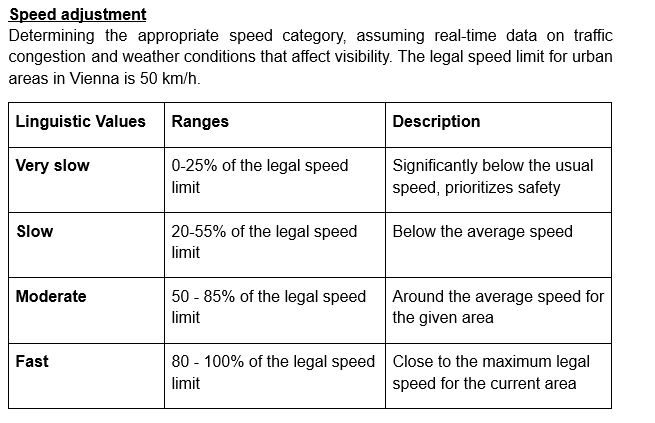 Speed adjustment
Determining the appropriate speed category, assuming real-time data on traffic
congestion and weather conditions that affect visibility. The legal speed limit for urban
areas in Vienna is 50 km/h.
Linguistic Values Ranges Description
Very slow 0-25% of the legal speed Significantly below the usual
limit speed, prioritizes safety
Slow 20-55% of the legal speed Below the average speed
limit
Moderate 50 - 85% of the legal speed Around the average speed for
limit the given area
Fast 80 - 100% of the legal speed Close to the maximum legal
limit speed for the current area